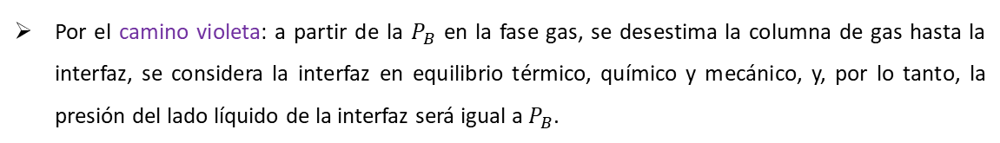 ➢ Por el camino violeta: a partir de la P_B en la fase gas, se desestima la columna de gas hasta la
interfaz, se considera la interfaz en equilibrio térmico, químico y mecánico, y, por lo tanto, la
presión del lado líquido de la interfaz será igual a P_B.